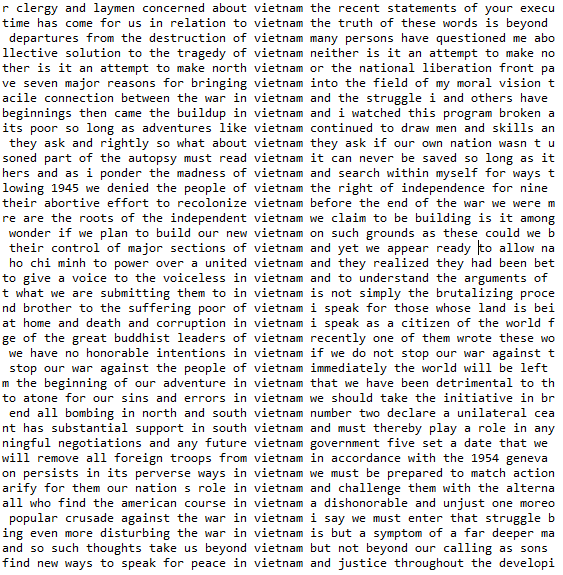 r clergy and laymen concerned about vietnam the recent statements of your execu
time has come for us in relation to vietnam the truth of these words is beyond
departures from the destruction of vietnam many persons have questioned me abo
llective solution to the tragedy of vietnam neither is it an attempt to make no
ther is it an attempt to make north vietnam or the national liberation front pa
ve seven major reasons for bringing vietnam into the field of my moral vision t
acile connection between the war in vietnam and the struggle i and others have
beginnings then came the buildup in vietnam and i watched this program broken a
its poor so long as adventures like vietnam continued to draw men and skills an
they ask and rightly so what about vietnam they ask if our own nation wasn t u
soned part of the autopsy must read vietnam it can never be saved so long as it
hers and as i ponder the madness of vietnam and search within myself for ways t
lowing 1945 we denied the people of vietnam the right of independence for nine
their abortive effort to recolonize vietnam before the end of the war we were m
re are the roots of the independent vietnam we claim to be building is it among
wonder if we plan to build our new vietnam on such grounds as these could we b
their control of major sections of vietnam and yet we appear ready to allow na
ho chi minh to power over a united vietnam and they realized they had been bet
to give a voice to the voiceless in vietnam and to understand the arguments of
t what we are submitting them to in vietnam is not simply the brutalizing proce
nd brother to the suffering poor of vietnam i speak for those whose land is bei
at home and death and corruption in vietnam i speak as a citizen of the world f
ge of the great buddhist leaders of vietnam recently one of them wrote these wo
we have no honorable intentions in vietnam if we do not stop our war against t
stop our war against the people of vietnam immediately the world will be left
m the beginning of our adventure in vietnam that we have been detrimental to th
to atone for our sins and errors in vietnam we should take the initiative in br
end all bombing in north and south vietnam number two declare a unilateral cea
nt has substantial support in south vietnam and must thereby play a role in any
ningful negotiations and any future vietnam government five set a date that we
will remove all foreign troops from vietnam in accordance with the 1954 geneva
on persists in its perverse ways in vietnam we must be prepared to match action
arify for them our nation s role in vietnam and challenge them with the alterna
all who find the american course in vietnam a dishonorable and unjust one moreo
popular crusade against the war in vietnam i say we must enter that struggle b
ing even more disturbing the war in vietnam is but a symptom of a far deeper ma
and so such thoughts take us beyond vietnam but not beyond our calling as sons
find new ways to speak for peace in vietnam and justice throughout the developi